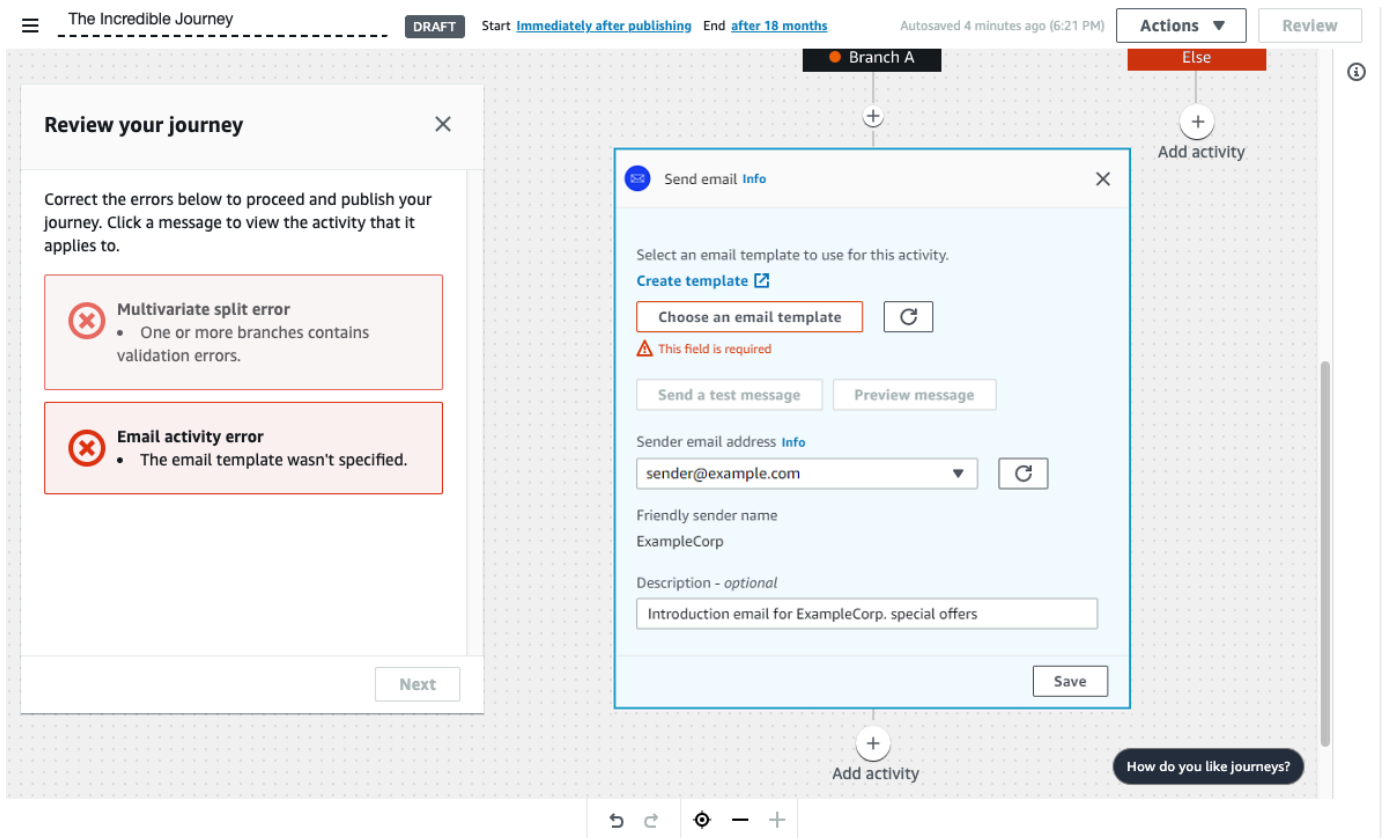 The Incredible Journey
DRAFT
Start Immediately after publishing End after 18 months
Autosaved 4 minutes ago (6:21 PM)
Actions
Review
Branch A
Else
Add activity
Review your journey
Correct the errors below to proceed and publish your
journey. Click a message to view the activity that it
applies to.
Multivariate split error
• One or more branches contains
validation errors.
Email activity error
• The email template wasn't specified.
Next
Send email Info
Select an email template to use for this activity.
Create template
Choose an email template
This field is required
Send a test message
Preview message
Sender email address Info
sender@example.com
Friendly sender name
ExampleCorp
Description - optional
Introduction email for ExampleCorp. special offers
Save
Add activity
How do you like journeys?